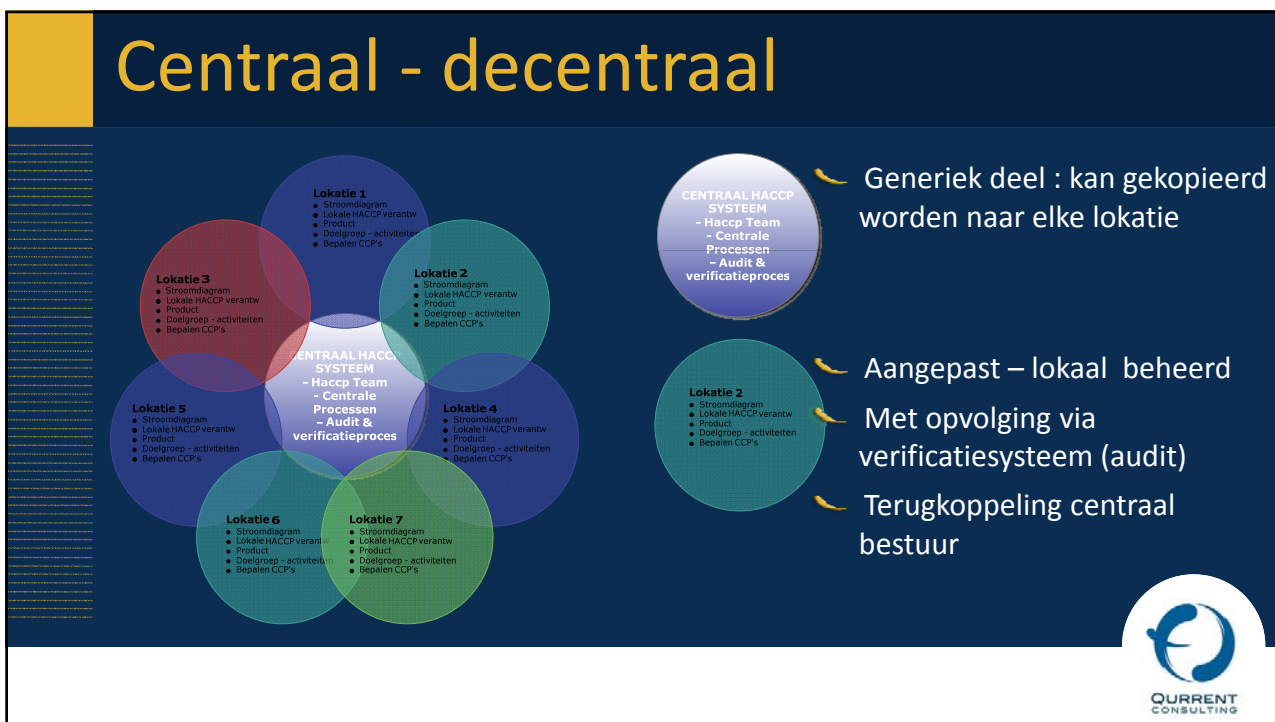 Centraal - decentraal
Lokatie 1
● Stroomdiagram
● Lokale HACCP verantw
● Product
● Doelgroep - activiteiten
● Bepalen CCP's
Lokatie 3
● Stroomdiagram
● Lokale HACCP verantw
● Product
● Doelgroep - activiteiten
● Bepalen CCP's
Lokatie 2
● Stroomdiagram
● Lokale HACCP verantw
● Product
● Doelgroep - activiteiten
● Bepalen CCP's
CENTRAAL HACCP
SYSTEEM
– Haccp Team
- Centrale
Processen
– Audit &
verificatieproces
Lokatie 5
● Stroomdiagram
● Lokale HACCP verantw
● Product
● Doelgroep - activiteiten
● Bepalen CCP's
Lokatie 4
● Stroomdiagram
● Lokale HACCP verantw
● Product
● Doelgroep - activiteiten
● Bepalen CCP's
Lokatie 6
● Stroomdiagram
● Lokale HACCP verantw
● Product
● Doelgroep - activiteiten
● Bepalen CCP's
Lokatie 7
● Stroomdiagram
● Lokale HACCP verantw
● Product
● Doelgroep - activiteiten
● Bepalen CCP's
CENTRAAL HACCP
SYSTEEM
– Haccp Team
- Centrale
Processen
– Audit &
verificatieproces
Generiek deel : kan gekopieerd
worden naar elke lokatie
Lokatie 2
● Stroomdiagram
● Lokale HACCP verantw
● Product
● Doelgroep - activiteiten
● Bepalen CCP's
Aangepast – lokaal beheerd
Met opvolging via
verificatiesysteem (audit)
Terugkoppeling centraal
bestuur
QURRENT
CONSULTING